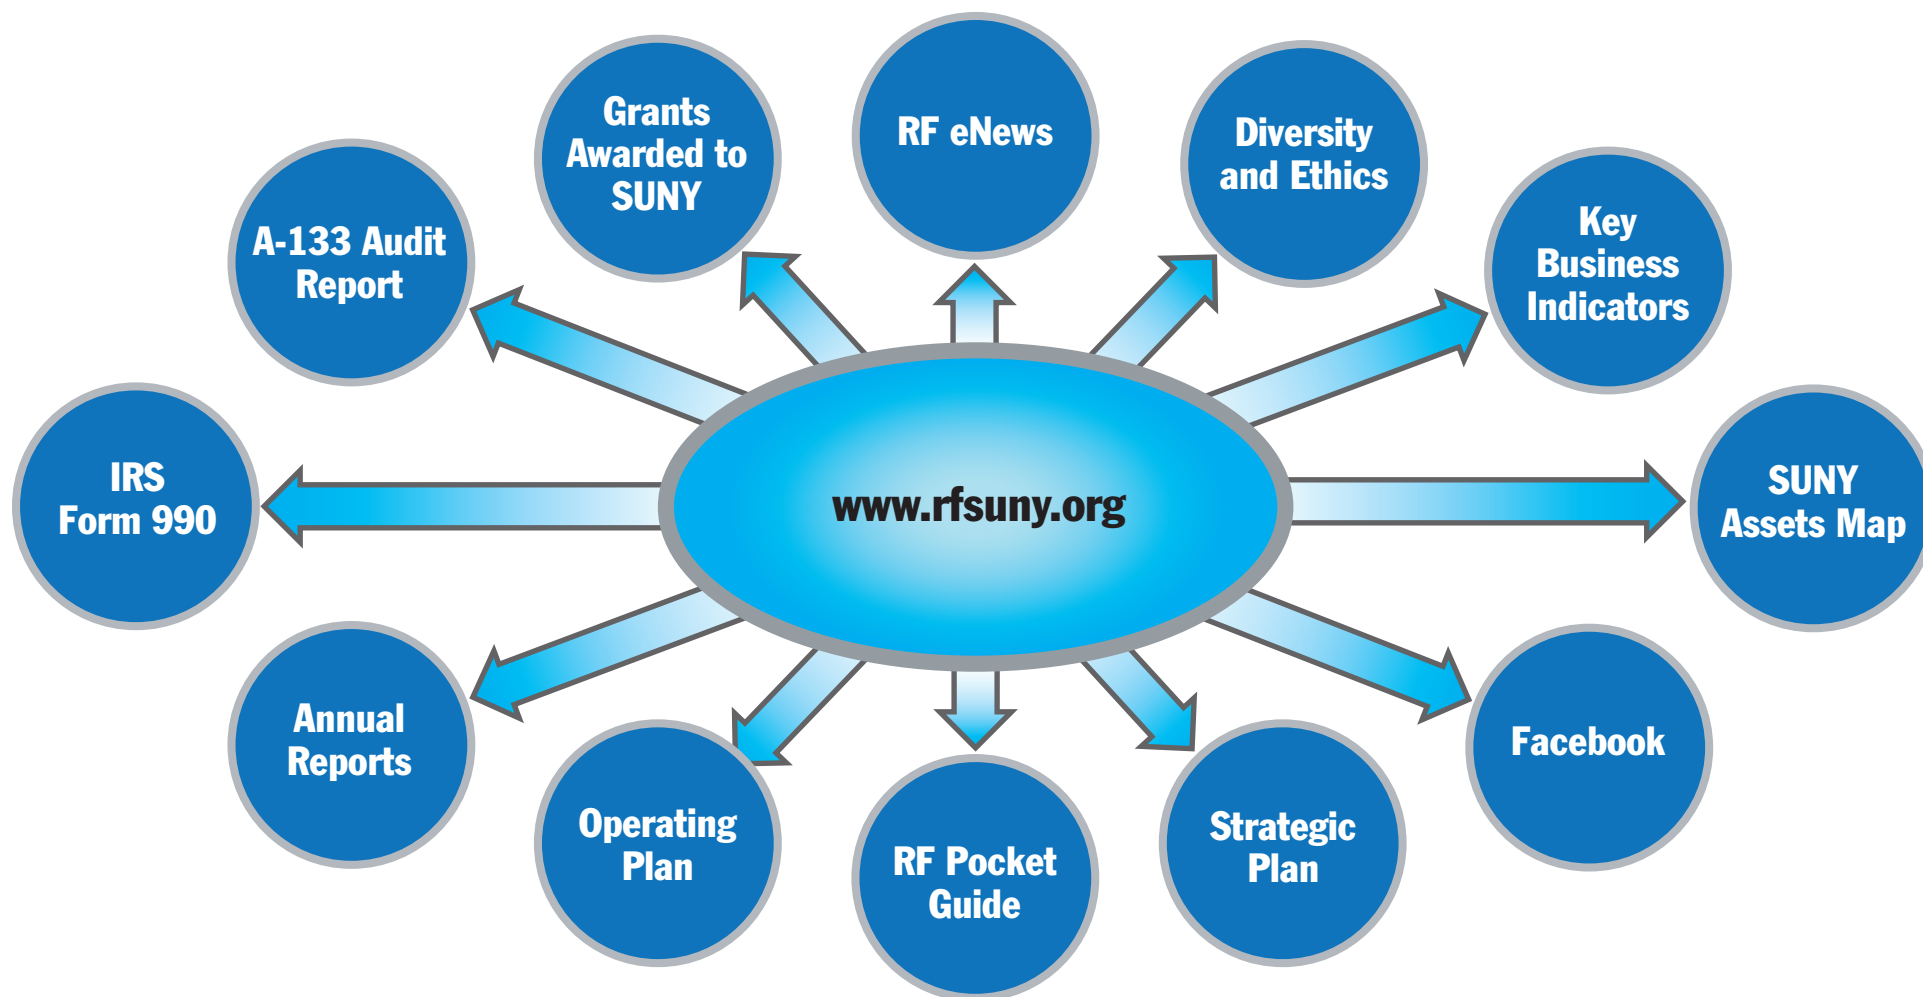 Grants
Awarded to
SUNY
RF eNews
Diversity
and Ethics
A-133 Audit
Report
Key
Business
Indicators
IRS
Form 990
www.rfsuny.org
SUNY
Assets Map
Annual
Reports
Facebook
Operating
Plan
RF Pocket
Guide
Strategic
Plan